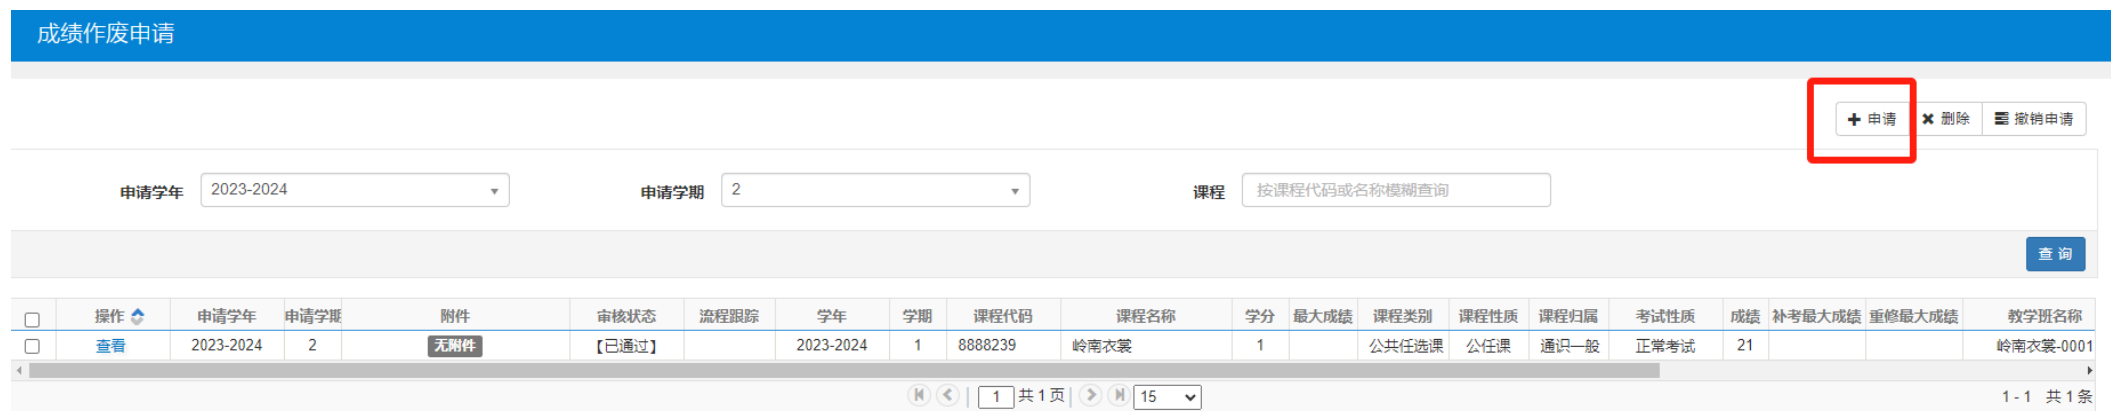 成绩作废申请
申请 删除 撤销申请
申请学年 2023-2024 申请学期 2 课程 按课程代码或名称模糊查询
查 询
操作 申请学年 申请学期 附件 审核状态 流程跟踪 学年 学期 课程代码 课程名称 学分 最大成绩 课程类别 课程性质 课程归属 考试性质 成绩 补考最大成绩 重修最大成绩 教学班名称
查看 2023-2024 2 无附件 【已通过】 2023-2024 1 8888239 岭南衣裳 1 公共任选课 公任课 通识一般 正常考试 21 岭南衣裳-0001
1 共 1 页 15 1 - 1 共 1 条